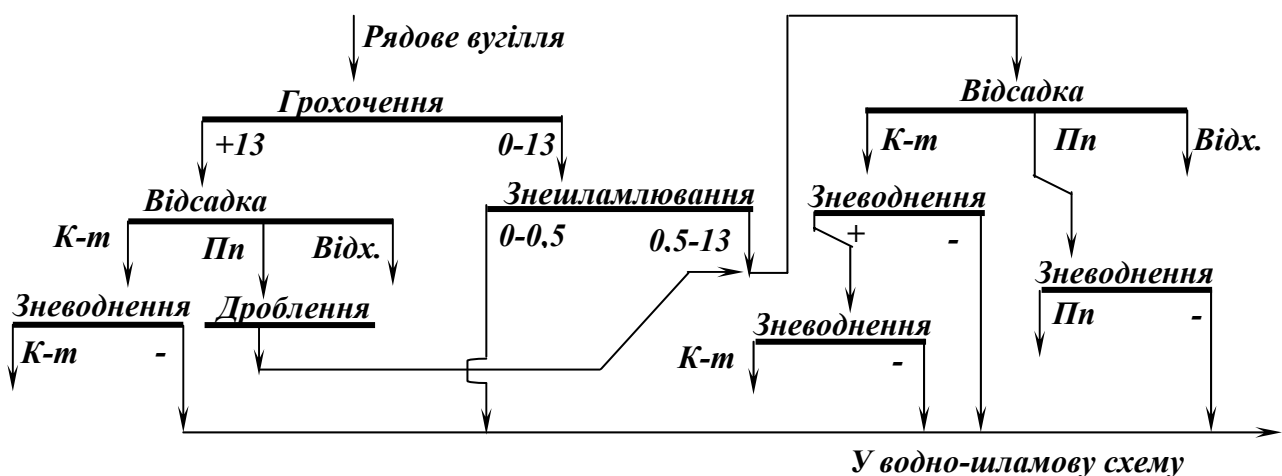 Рядове вугілля
Грохочення
+13
0-13
Відсадка
К-т
Пп
Відх.
Знешламлювання
0-0,5
0.5-13
Відсадка
К-т
Пп
Відх.
Зневоднення
К-т
-
Дроблення
Зневоднення
+
-
Зневоднення
К-т
-
Зневоднення
Пп
-
У водно-шламову схему